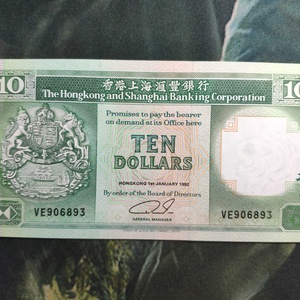 10 香港上海滙豐銀行 10
The Hongkong and Shanghai Banking Corporation
Promises to pay the bearer
on demand at its Office here
TEN
DOLLARS
HONGKONG 1st JANUARY 1992
By order of the Board of Directors
GENERAL MANAGER
VE906893 VE906893